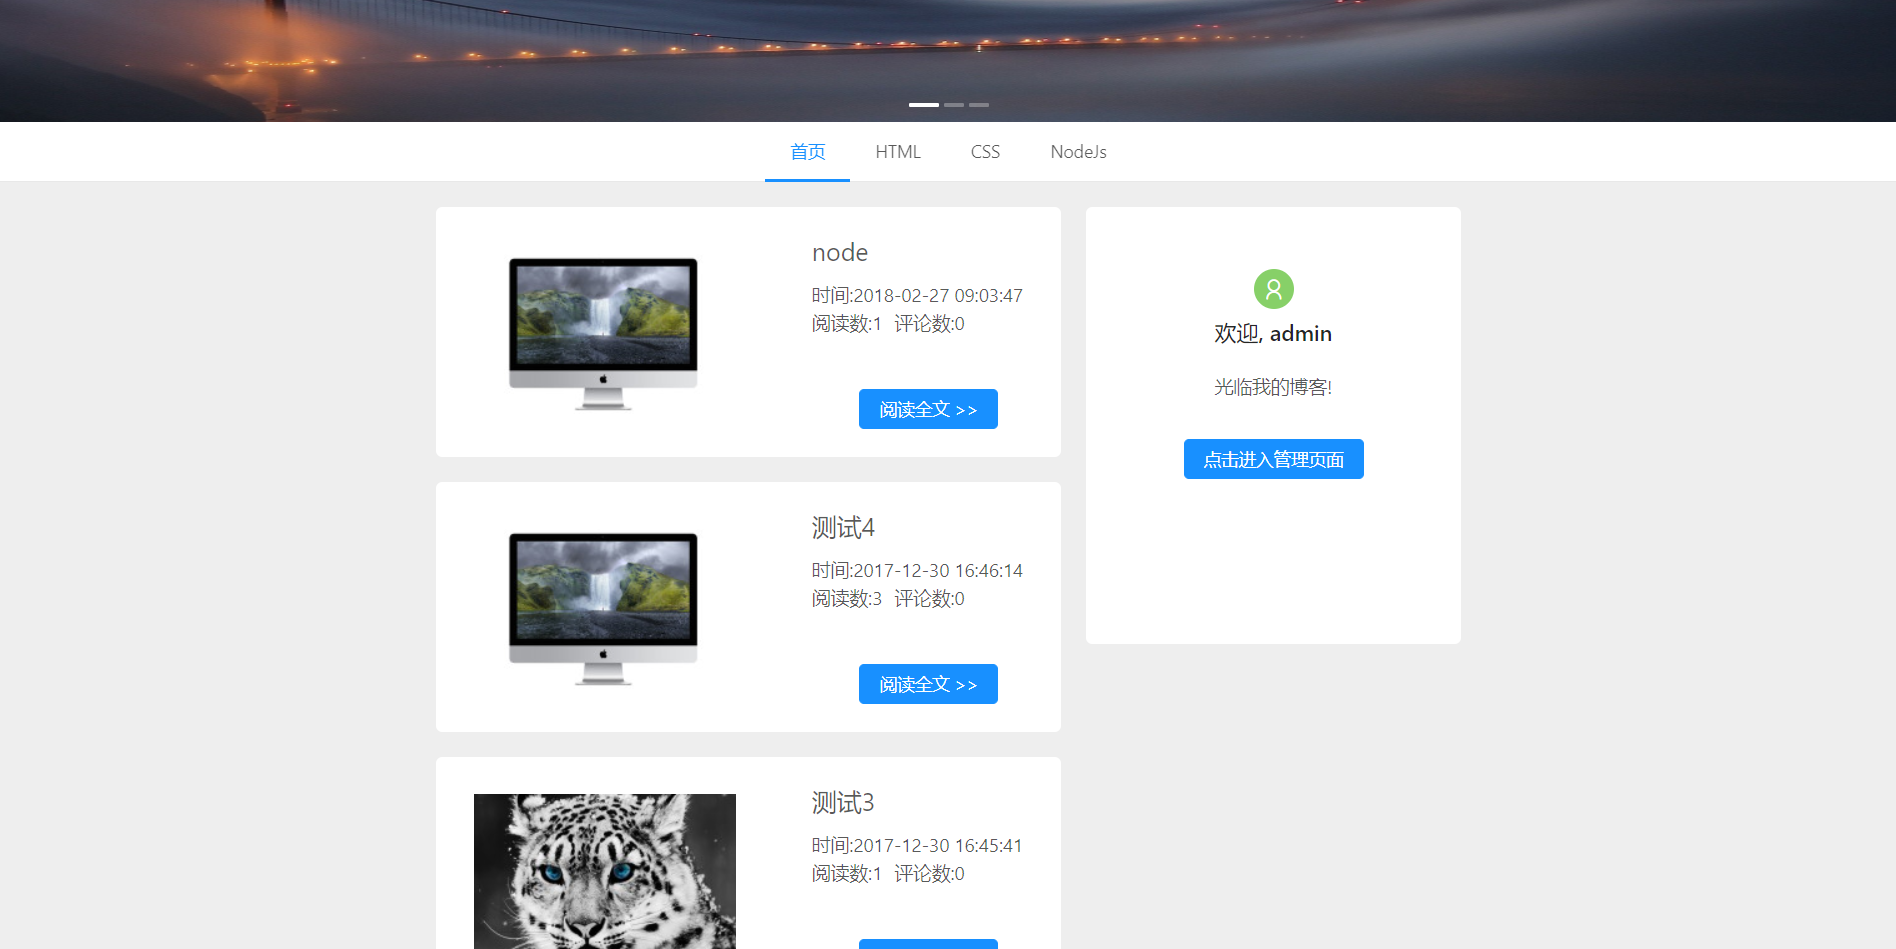 首页 HTML CSS NodeJs
node
时间:2018-02-27 09:03:47
阅读数:1 评论数:0
阅读全文 >>
测试4
时间:2017-12-30 16:46:14
阅读数:3 评论数:0
阅读全文 >>
测试3
时间:2017-12-30 16:45:41
阅读数:1 评论数:0
欢迎, admin
光临我的博客!
点击进入管理页面